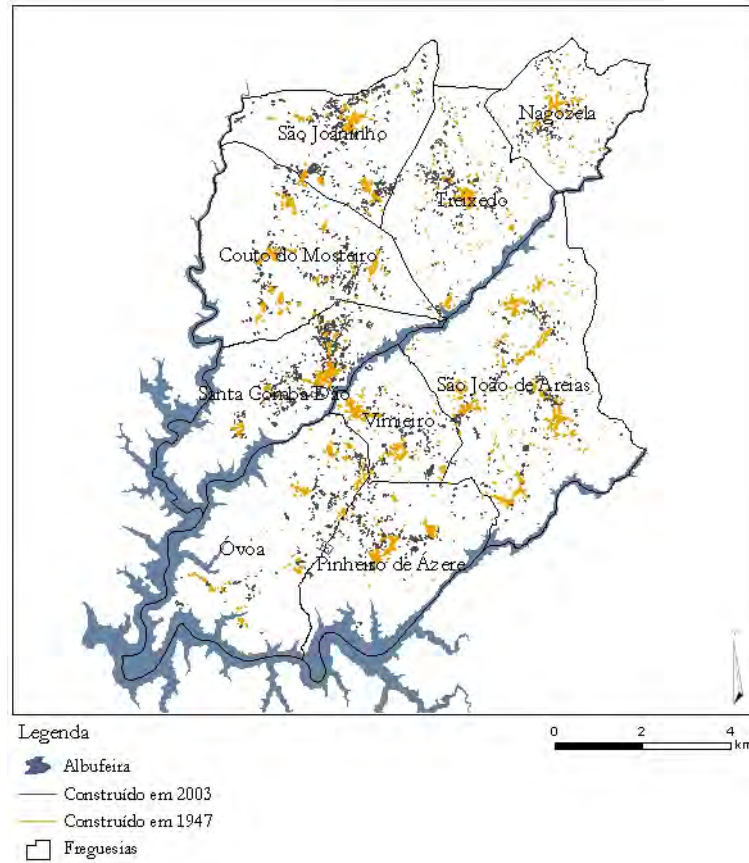 Nagozela
São Joaninho
Treixedo
Couto do Mosteiro
São João de Areias
Santa Comba Dão
Vimieiro
Óvoa
Pinheiro de Ázere
Legenda
0 2 4
km
Albufeira
Construído em 2003
Construído em 1947
Freguesias